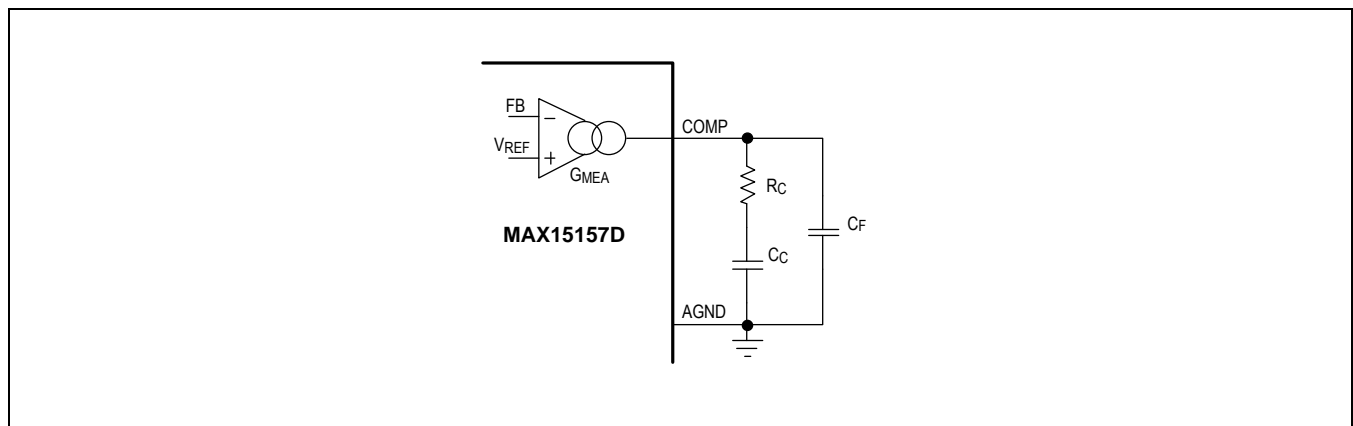 FB
−
VREF
+
GMEA
COMP
RC
CF
MAX15157D
CC
AGND